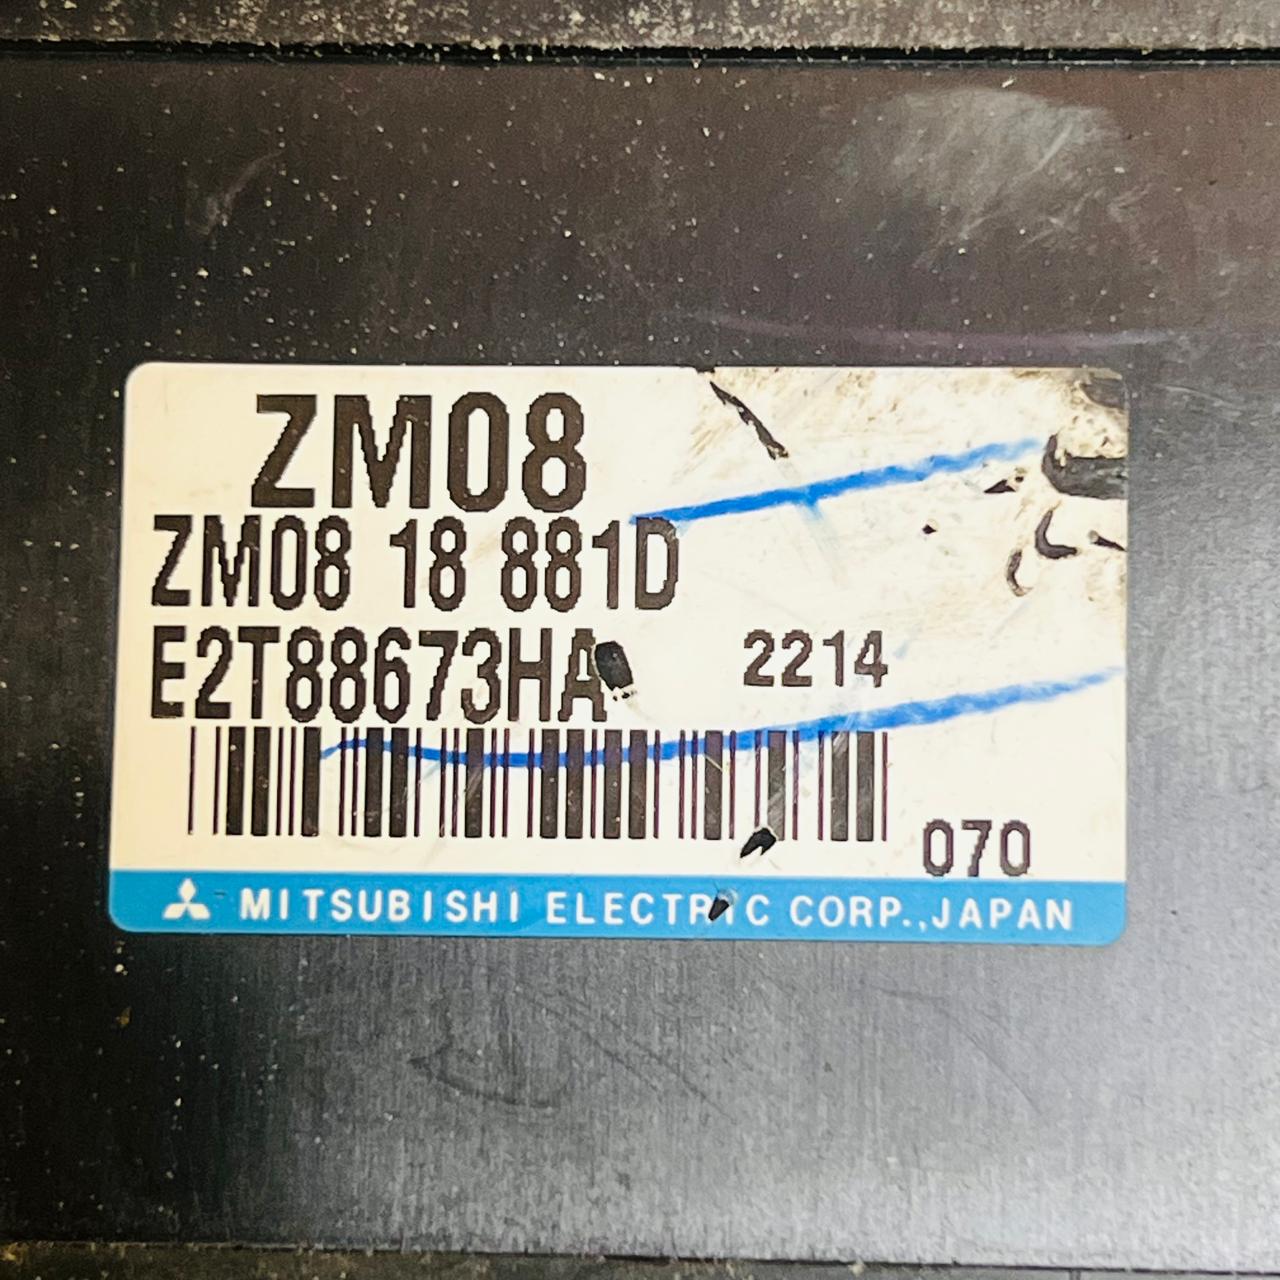 ZM08
ZM08 18 881D
E2T88673HA 2214
070
MITSUBISHI ELECTRIC CORP.,JAPAN